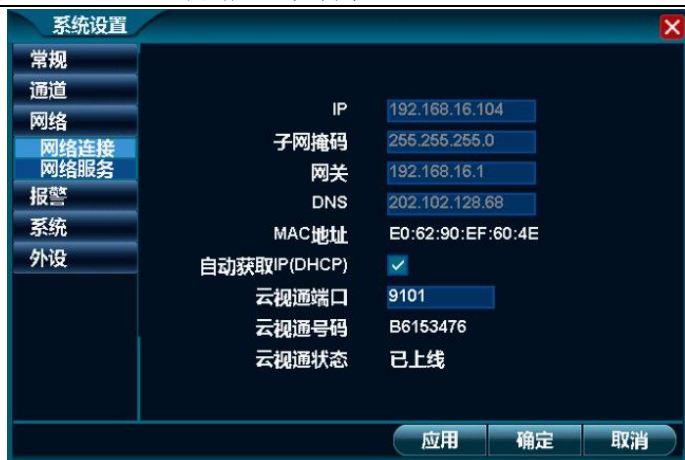 系统设置
常规
通道
网络
网络连接
网络服务
报警
系统
外设
IP 192.168.16.104
子网掩码 255.255.255.0
网关 192.168.16.1
DNS 202.102.128.68
MAC地址 E0:62:90:EF:60:4E
自动获取IP(DHCP)
云视通端口 9101
云视通号码 B6153476
云视通状态 已上线
应用 确定 取消